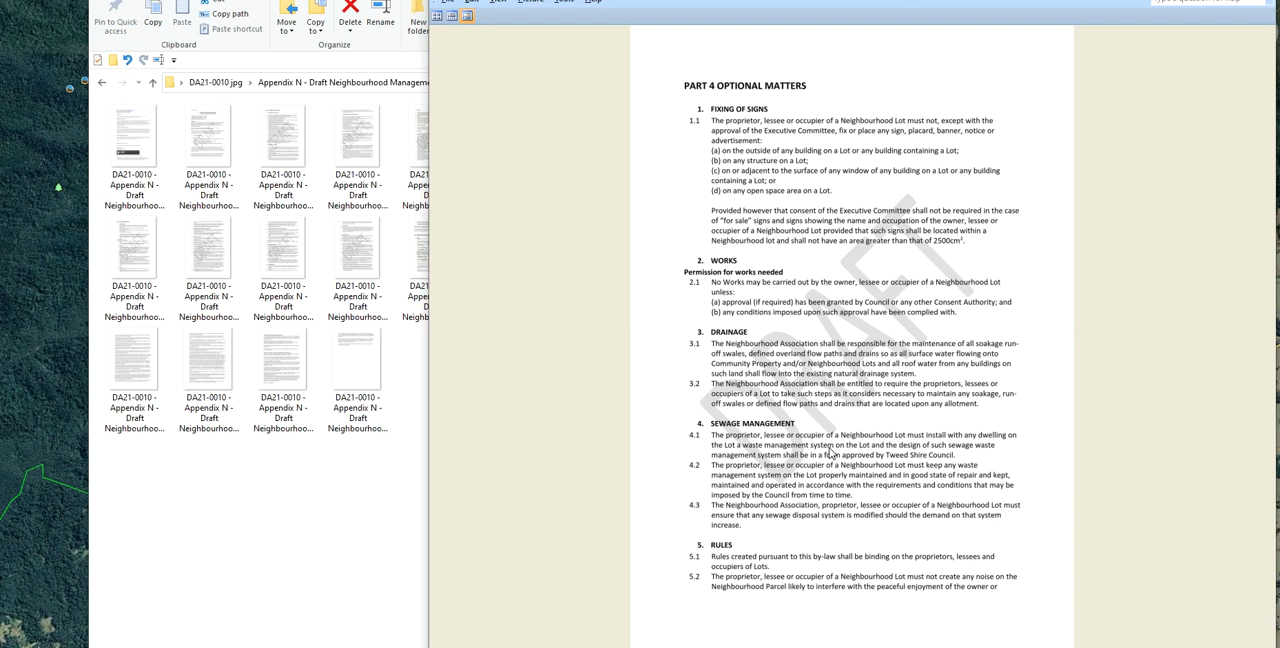 File Edit View Picture Tools Help
Type a question for help
Cut
Pin to Quick access
Copy
Paste
Copy path
Paste shortcut
Move to
Copy to
Delete
Rename
New folder
Clipboard
Organize
DA21-0010 jpg
Appendix N - Draft Neighbourhood Manageme
DA21-0010 - Appendix N - Draft Neighbourhoo...
DA21-0010 - Appendix N - Draft Neighbourhoo...
DA21-0010 - Appendix N - Draft Neighbourhoo...
DA21-0010 - Appendix N - Draft Neighbourhoo...
DA
A
Ne
DA21-0010 - Appendix N - Draft Neighbourhoo...
DA21-0010 - Appendix N - Draft Neighbourhoo...
DA21-0010 - Appendix N - Draft Neighbourhoo...
DA21-0010 - Appendix N - Draft Neighbourhoo...
DA
A
Ne
DA21-0010 - Appendix N - Draft Neighbourhoo...
DA21-0010 - Appendix N - Draft Neighbourhoo...
DA21-0010 - Appendix N - Draft Neighbourhoo...
DA21-0010 - Appendix N - Draft Neighbourhoo...
DRAFT
PART 4 OPTIONAL MATTERS
1. FIXING OF SIGNS
1.1 The proprietor, lessee or occupier of a Neighbourhood Lot must not, except with the
approval of the Executive Committee, fix or place any sign, placard, banner, notice or
advertisement:
(a) on the outside of any building on a Lot or any building containing a Lot;
(b) on any structure on a Lot;
(c) on or adjacent to the surface of any window of any building on a Lot or any building
containing a Lot; or
(d) on any open space area on a Lot.
Provided however that consent of the Executive Committee shall not be required in the case
of "for sale" signs and signs showing the name and occupation of the owner, lessee or
occupier of a Neighbourhood Lot provided that such signs shall be located within a
Neighbourhood lot and shall not have an area greater than that of 2500cm².
2. WORKS
Permission for works needed
2.1 No Works may be carried out by the owner, lessee or occupier of a Neighbourhood Lot
unless:
(a) approval (if required) has been granted by Council or any other Consent Authority; and
(b) any conditions imposed upon such approval have been complied with.
3. DRAINAGE
3.1 The Neighbourhood Association shall be responsible for the maintenance of all soakage run-
off swales, defined overland flow paths and drains so as all surface water flowing onto
Community Property and/or Neighbourhood Lots and all roof water from any buildings on
such land shall flow into the existing natural drainage system.
3.2 The Neighbourhood Association shall be entitled to require the proprietors, lessees or
occupiers of a Lot to take such steps as it considers necessary to maintain any soakage, run-
off swales or defined flow paths and drains that are located upon any allotment.
4. SEWAGE MANAGEMENT
4.1 The proprietor, lessee or occupier of a Neighbourhood Lot must install with any dwelling on
the Lot a waste management system on the Lot and the design of such sewage waste
management system shall be in a form approved by Tweed Shire Council.
4.2 The proprietor, lessee or occupier of a Neighbourhood Lot must keep any waste
management system on the Lot properly maintained and in good state of repair and kept,
maintained and operated in accordance with the requirements and conditions that may be
imposed by the Council from time to time.
4.3 The Neighbourhood Association, proprietor, lessee or occupier of a Neighbourhood Lot must
ensure that any sewage disposal system is modified should the demand on that system
increase.
5. RULES
5.1 Rules created pursuant to this by-law shall be binding on the proprietors, lessees and
occupiers of Lots.
5.2 The proprietor, lessee or occupier of a Neighbourhood Lot must not create any noise on the
Neighbourhood Parcel likely to interfere with the peaceful enjoyment of the owner or